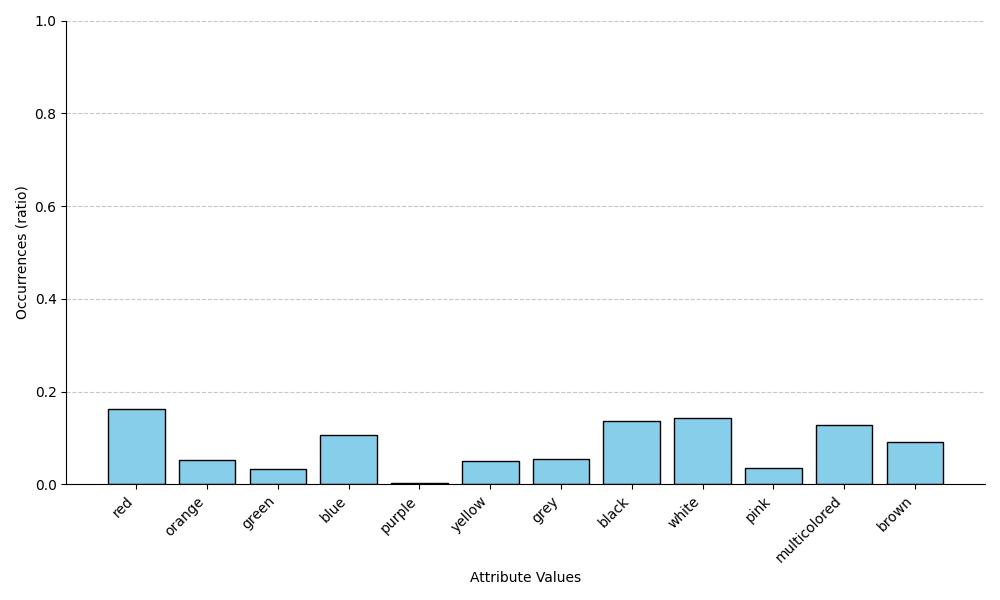 1.0
0.8
0.6
0.4
0.2
0.0
Occurrences (ratio)
red
orange
green
blue
purple
yellow
grey
black
white
pink
multicolored
brown
Attribute Values